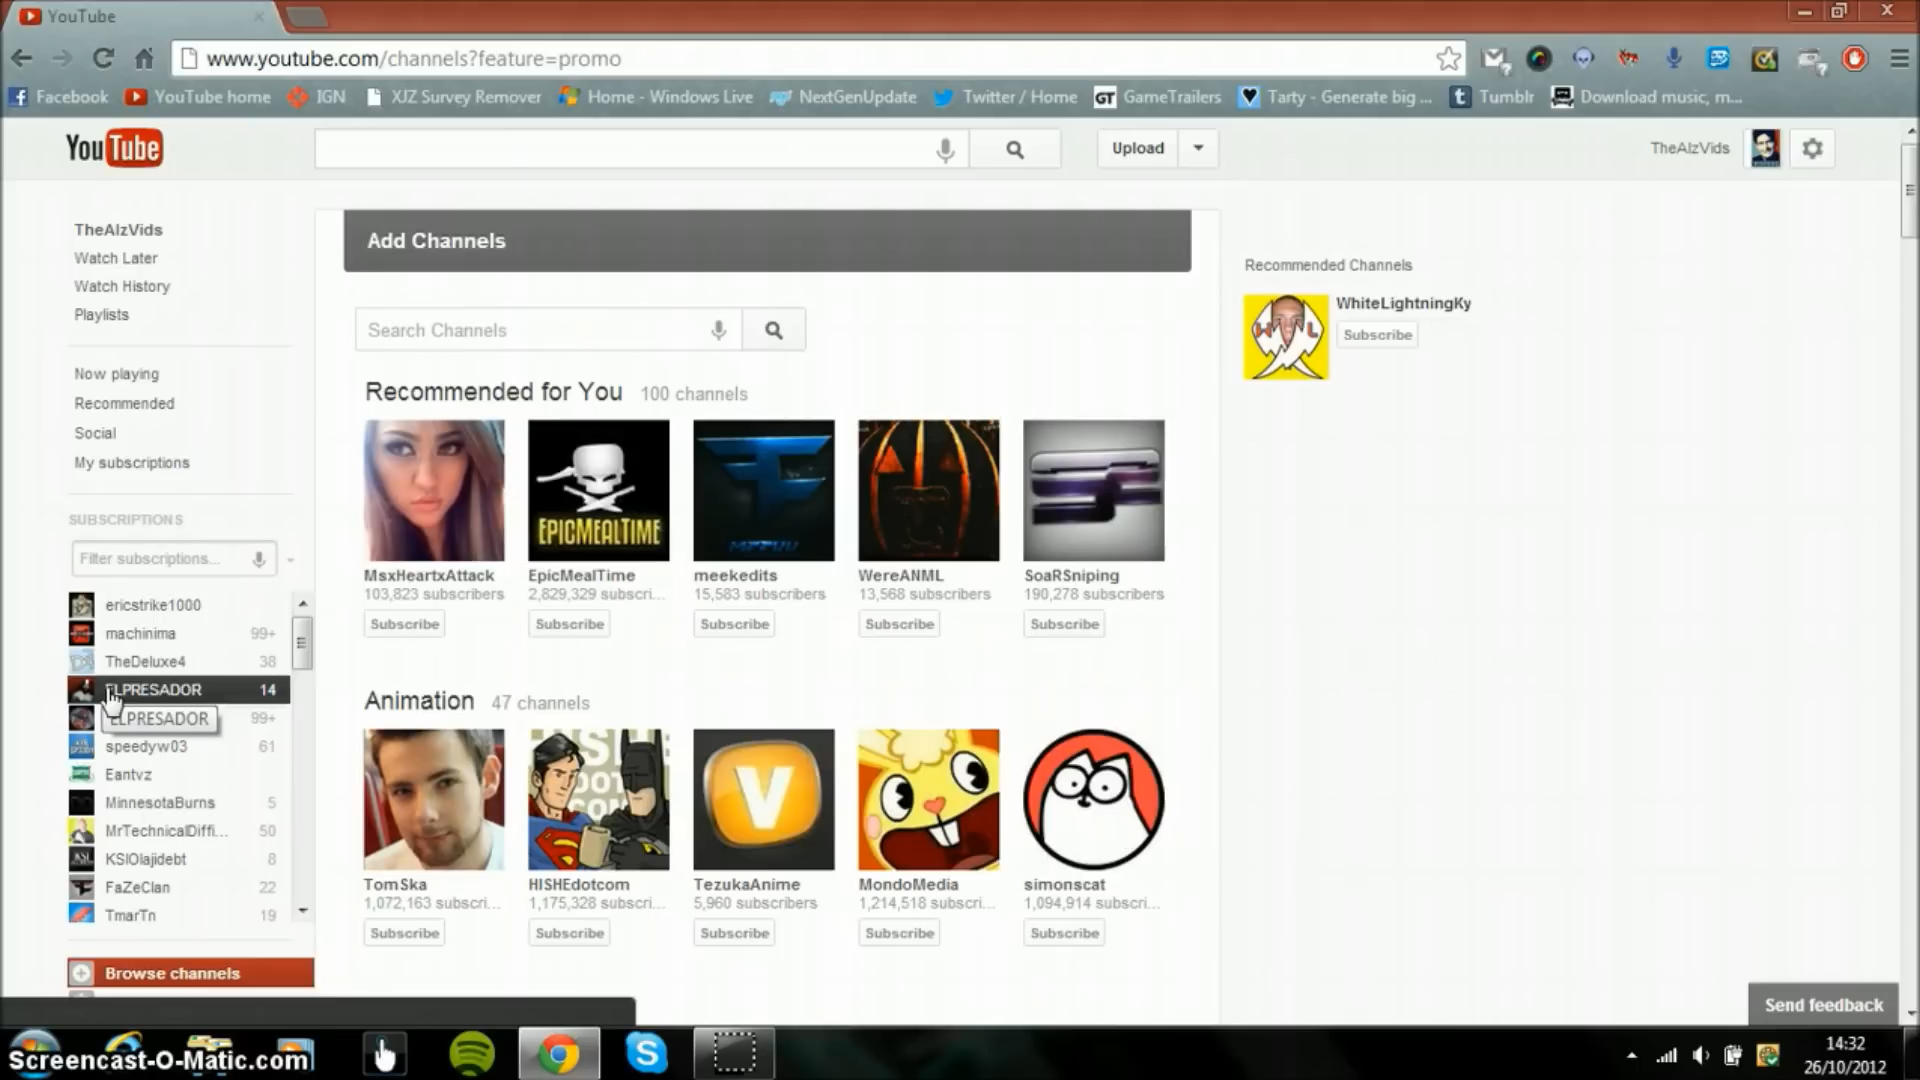 YouTube
www.youtube.com/channels?feature=promo
Facebook YouTube home IGN XJZ Survey Remover Home - Windows Live NextGenUpdate Twitter / Home GT GameTrailers Tarty - Generate big ... Tumblr Download music, m...
YouTube
Upload
TheAlzVids
TheAlzVids
Watch Later
Watch History
Playlists
Now playing
Recommended
Social
My subscriptions
SUBSCRIPTIONS
Filter subscriptions...
ericstrike1000
machinima 99+
TheDeluxe4 38
ELPRESADOR 14
ELPRESADOR 99+
speedyw03 61
Eantvz
MinnesotaBurns 5
MrTechnicalDiffi... 50
KSIOlajidebt 8
FaZeClan 22
TmarTn 19
Browse channels
Add Channels
Search Channels
Recommended for You 100 channels
EPICMEALTIME
MsxHeartxAttack EpicMealTime meekedits WereANML SoaRSniping
103,823 subscribers 2,829,329 subscri... 15,583 subscribers 13,568 subscribers 190,278 subscribers
Subscribe Subscribe Subscribe Subscribe Subscribe
Animation 47 channels
TomSka HISHEdotcom TezukaAnime MondoMedia simonscat
1,072,163 subscri... 1,175,328 subscri... 5,960 subscribers 1,214,518 subscri... 1,094,914 subscri...
Subscribe Subscribe Subscribe Subscribe Subscribe
Recommended Channels
WhiteLightningKy
Subscribe
Send feedback
Screencast-O-Matic.com
14:32
26/10/2012